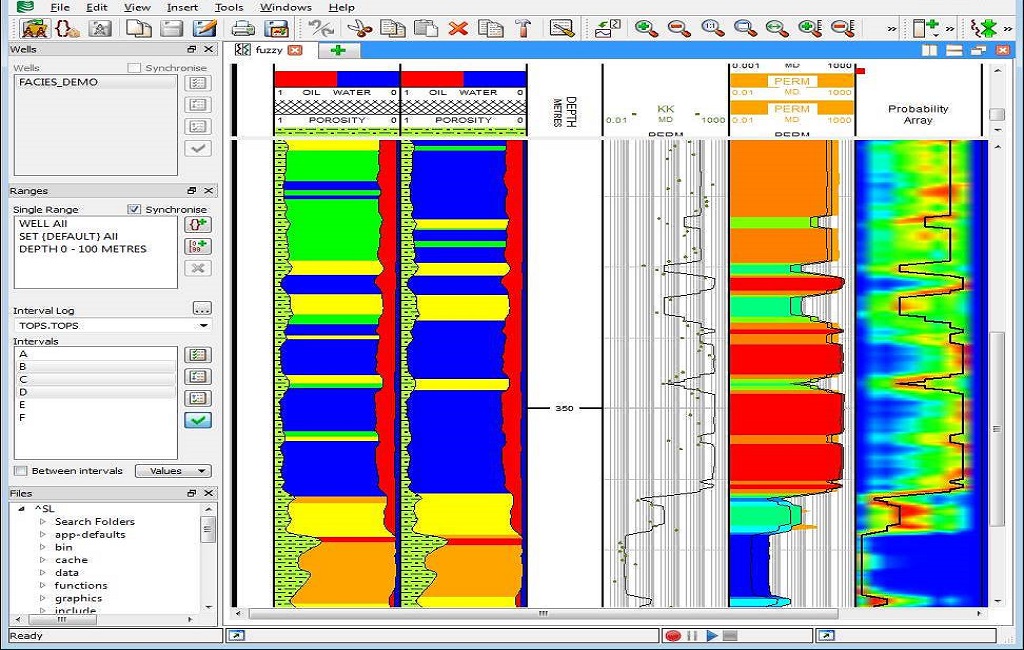 File Edit View Insert Tools Windows Help
Wells
Wells Synchronise
FACIES_DEMO
Ranges
Single Range Synchronise
WELL All
SET {DEFAULT} All
DEPTH 0 - 100 METRES
Interval Log
TOPS.TOPS
Intervals
A
B
C
D
E
F
Between intervals Values
Files
^SL
Search Folders
app-defaults
bin
cache
data
functions
graphics
include
Ready
fuzzy
1 OIL WATER 0
POROSITY
1 0
1 OIL WATER 0
POROSITY
1 0
DEPTH
METRES
350
KK
0.01 MD 1000
PERM
0.001 MD 1000
PERM
0.01 MD 1000
PERM
0.01 MD 1000
PERM
Probability
Array